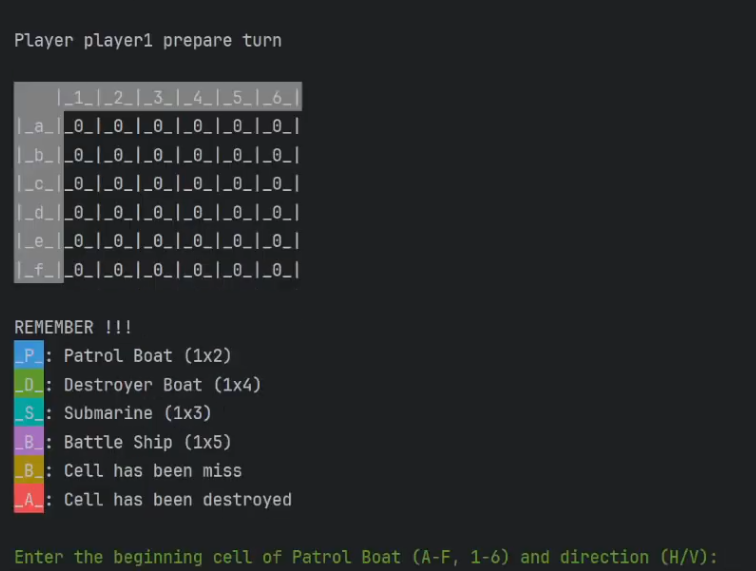 Player player1 prepare turn
|_1_|_2_|_3_|_4_|_5_|_6_|
|_a_|_0_|_0_|_0_|_0_|_0_|_0_|
|_b_|_0_|_0_|_0_|_0_|_0_|_0_|
|_c_|_0_|_0_|_0_|_0_|_0_|_0_|
|_d_|_0_|_0_|_0_|_0_|_0_|_0_|
|_e_|_0_|_0_|_0_|_0_|_0_|_0_|
|_f_|_0_|_0_|_0_|_0_|_0_|_0_|
REMEMBER !!!
_P_: Patrol Boat (1x2)
_D_: Destroyer Boat (1x4)
_S_: Submarine (1x3)
_B_: Battle Ship (1x5)
_B_: Cell has been miss
_A_: Cell has been destroyed
Enter the beginning cell of Patrol Boat (A-F, 1-6) and direction (H/V):